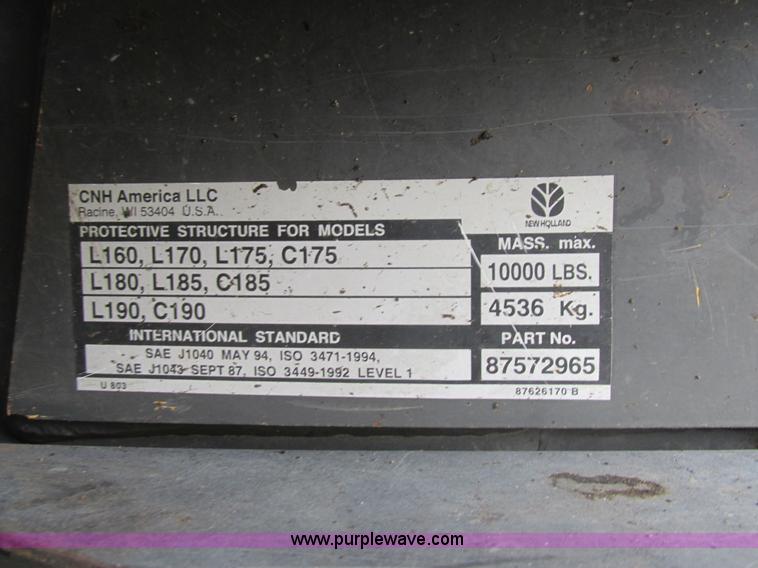 CNH America LLC
Racine, WI 53404 U.S.A.
NEW HOLLAND
PROTECTIVE STRUCTURE FOR MODELS
MASS. max.
L160, L170, L175, C175
10000 LBS.
L180, L185, C185
L190, C190
4536 Kg.
INTERNATIONAL STANDARD
PART No.
SAE J1040 MAY 94, ISO 3471-1994,
SAE J1043 SEPT 87, ISO 3449-1992 LEVEL 1
87572965
U 803
87626170 B
www.purplewave.com